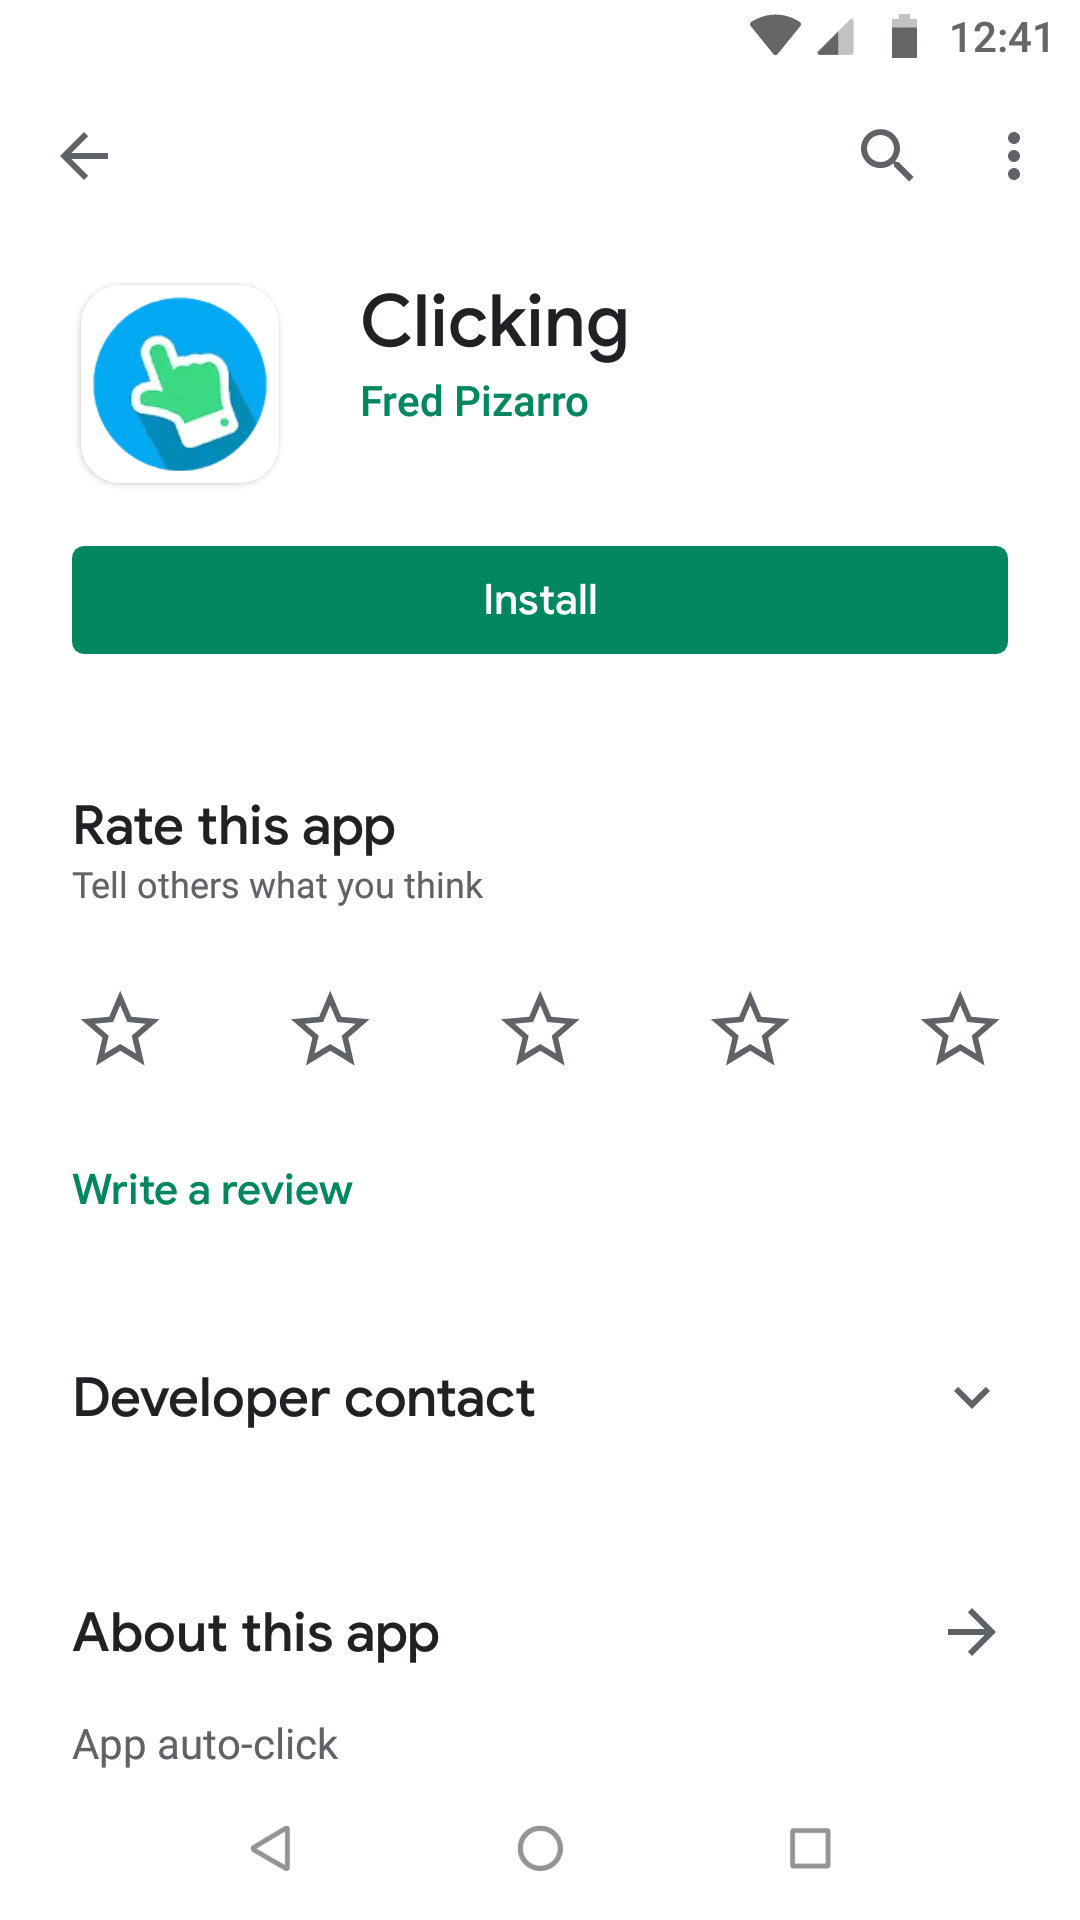 12:41
Clicking
Fred Pizarro
Install
Rate this app
Tell others what you think
Write a review
Developer contact
About this app
App auto-click